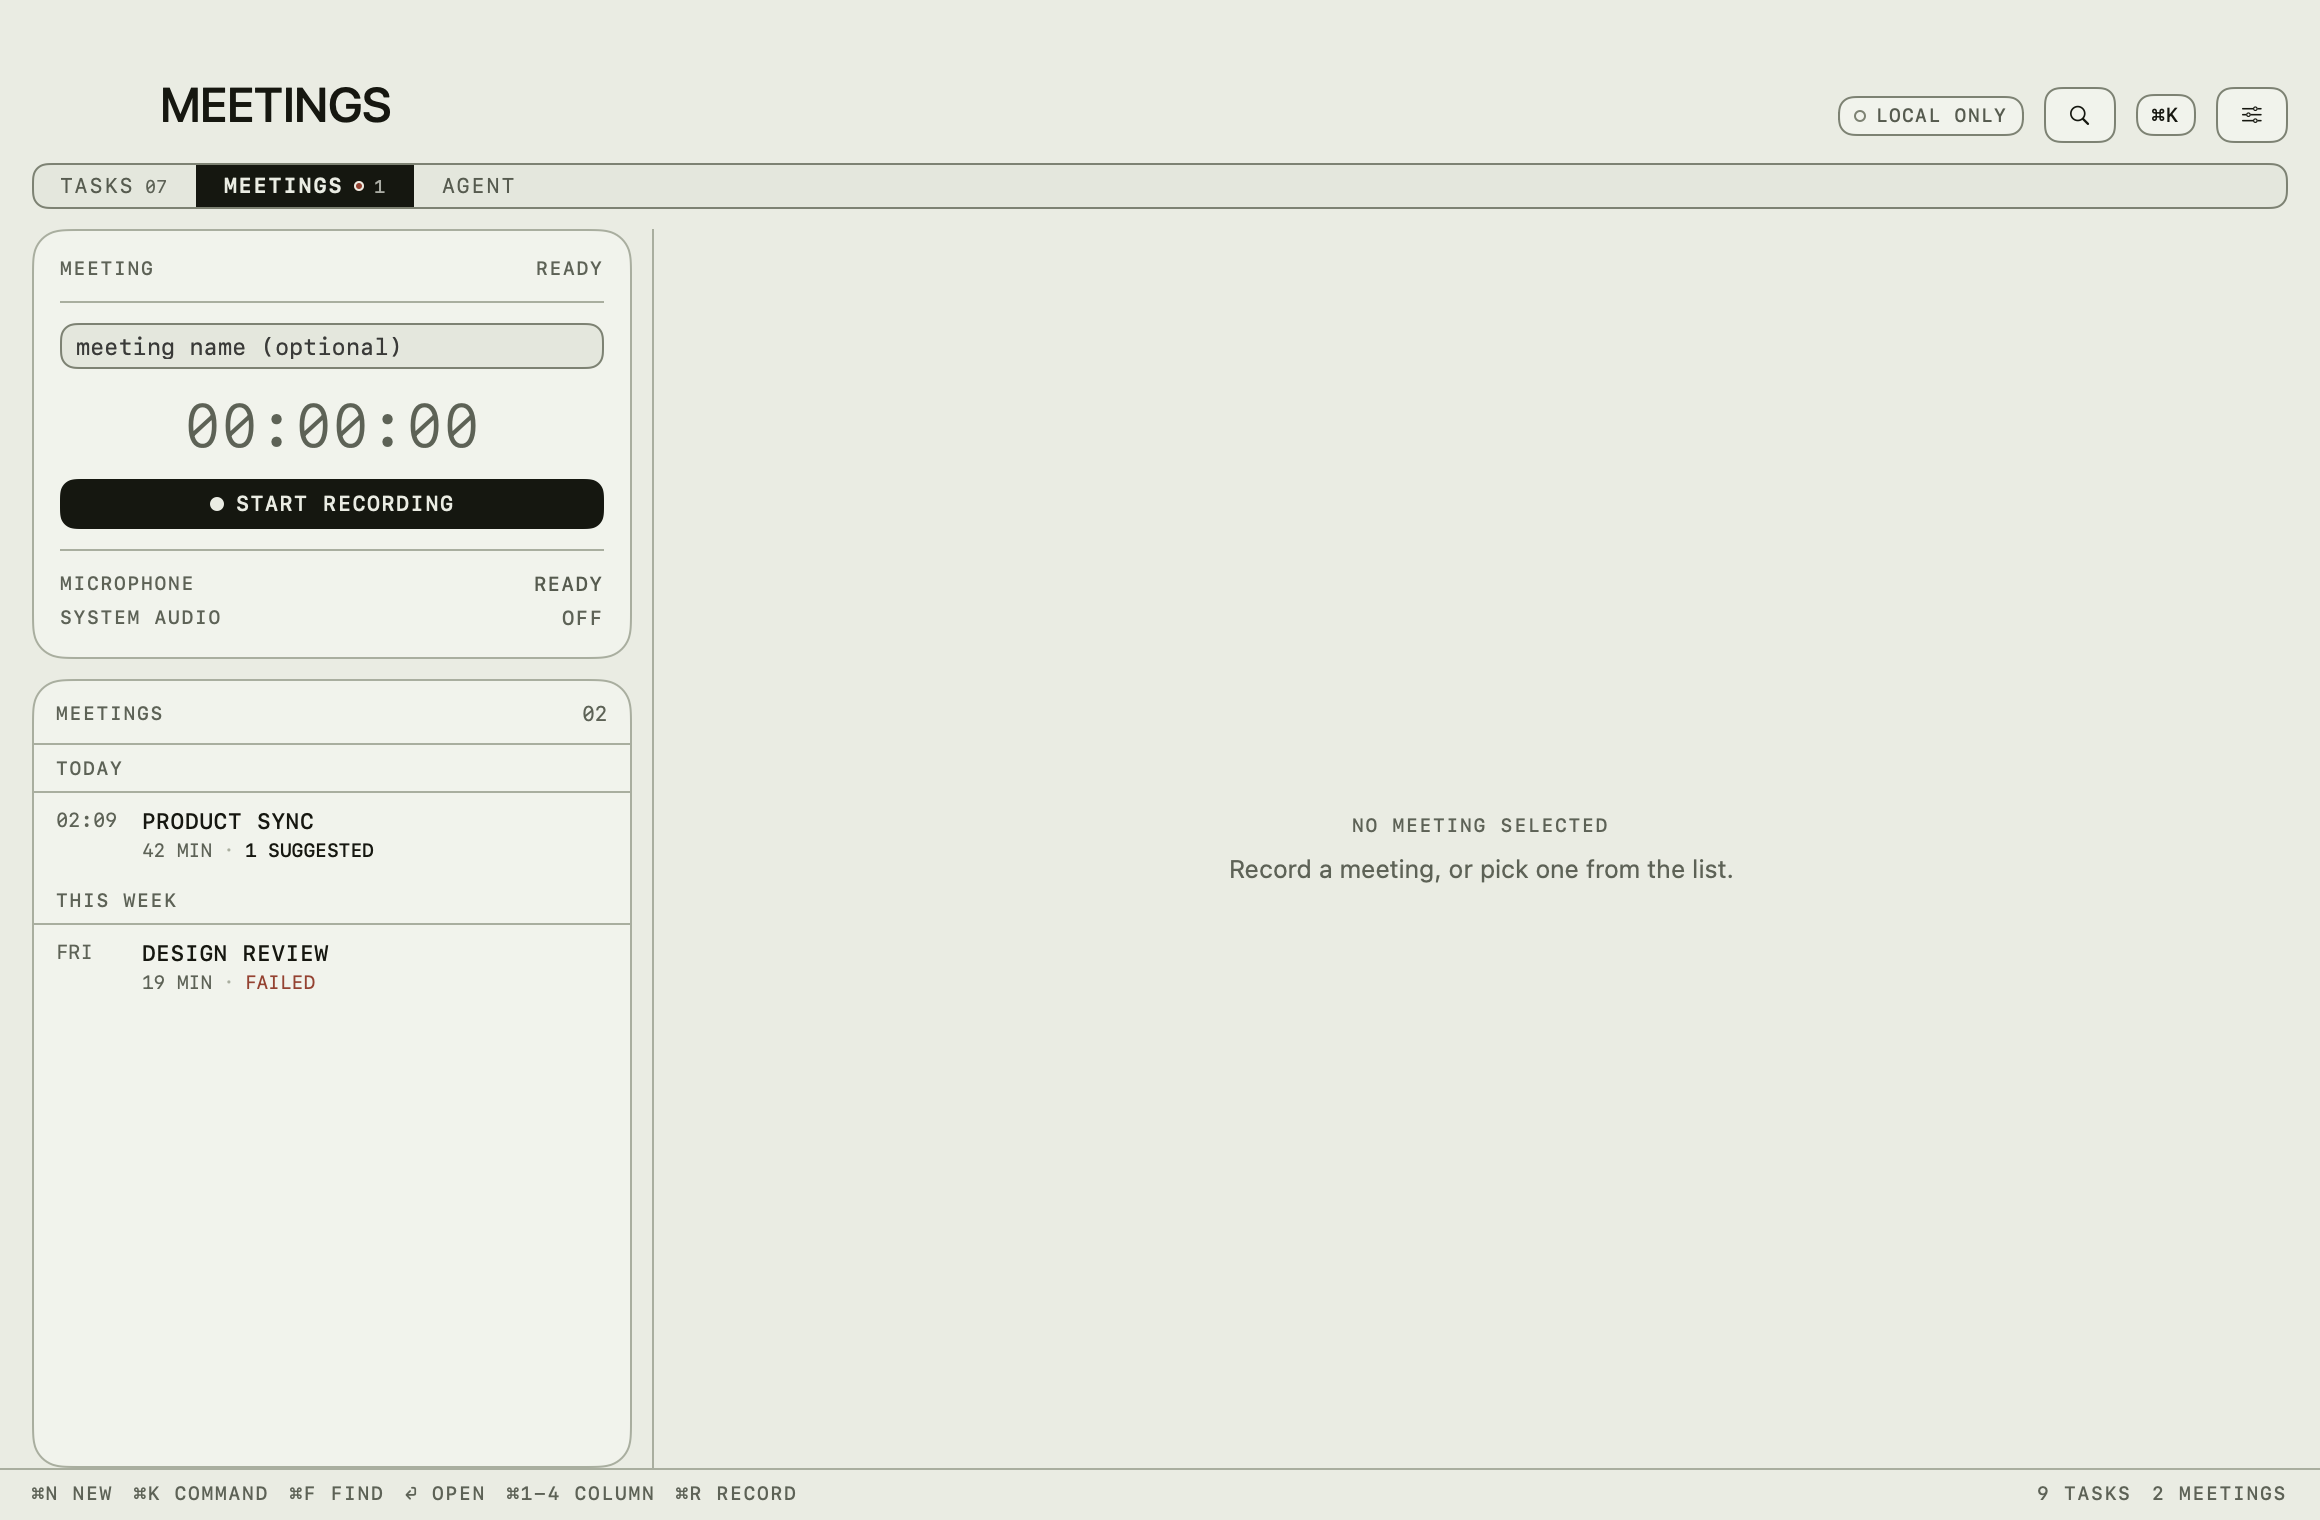 MEETINGS
LOCAL ONLY
⌘K
TASKS 07
MEETINGS 1
AGENT
MEETING READY
meeting name (optional)
00:00:00
START RECORDING
MICROPHONE READY
SYSTEM AUDIO OFF
MEETINGS 02
TODAY
02:09 PRODUCT SYNC
42 MIN · 1 SUGGESTED
THIS WEEK
FRI DESIGN REVIEW
19 MIN · FAILED
NO MEETING SELECTED
Record a meeting, or pick one from the list.
⌘N NEW ⌘K COMMAND ⌘F FIND ⏎ OPEN ⌘1–4 COLUMN ⌘R RECORD
9 TASKS 2 MEETINGS